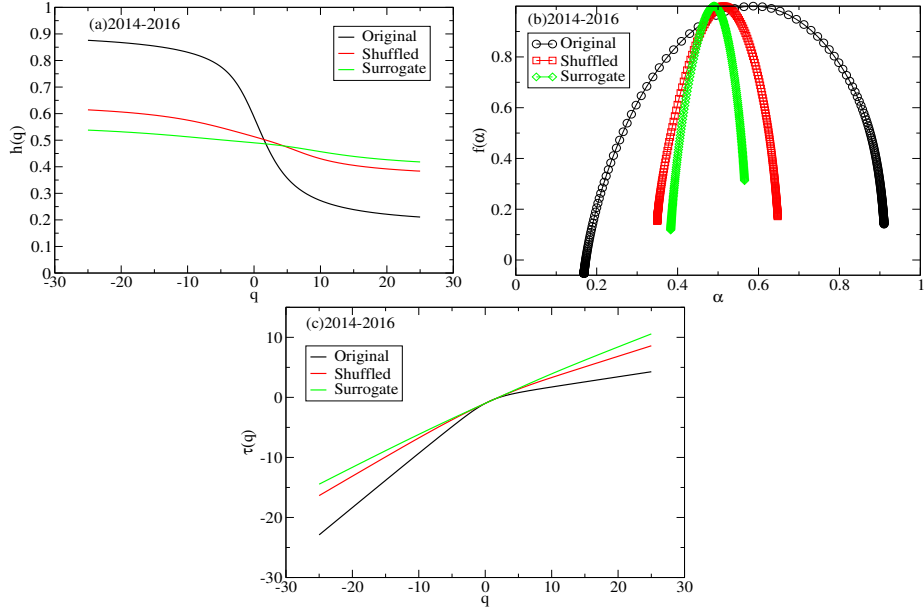 (a)2014-2016
Original
Shuffled
Surrogate
h(q)
1
0.9
0.8
0.7
0.6
0.5
0.4
0.3
0.2
0.1
0
-30 -20 -10 0 10 20 30
q
(b)2014-2016
Original
Shuffled
Surrogate
f(α)
0.8
0.6
0.4
0.2
0
0 0.2 0.4 0.6 0.8 1
α
(c)2014-2016
Original
Shuffled
Surrogate
τ(q)
10
0
-10
-20
-30
-30 -20 -10 0 10 20 30
q